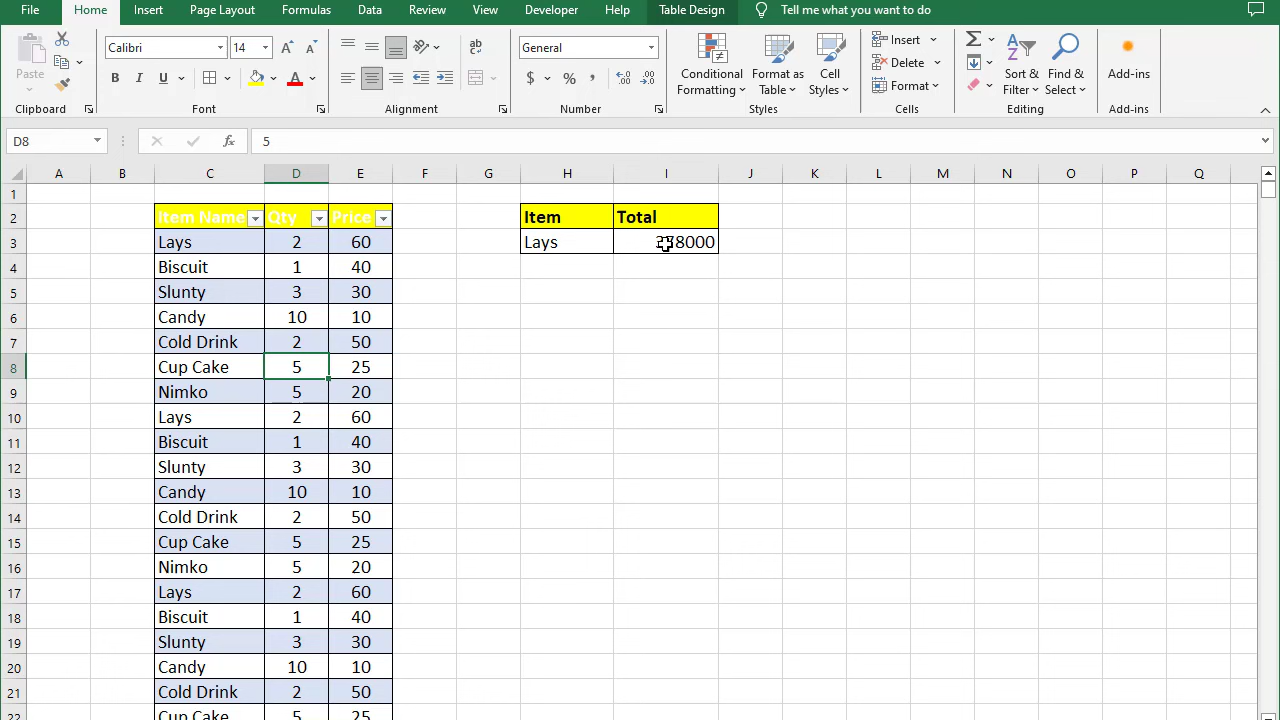 File Home Insert Page Layout Formulas Data Review View Developer Help Table Design Tell me what you want to do
Paste
Calibri 14
B I U A
ab c
General
$ % ,
Conditional Formatting
Format as Table
Cell Styles
Insert
Delete
Format
Sort & Filter
Find & Select
Add-ins
Clipboard Font Alignment Number Styles Cells Editing Add-ins
D8 fx 5
A B C D E F G H I J K L M N O P Q
1
2 Item Name Qty Price Item Total
3 Lays 2 60 Lays
4 Biscuit 1 40
5 Slunty 3 30
6 Candy 10 10
7 Cold Drink 2 50
8 Cup Cake 5 25
9 Nimko 5 20
10 Lays 2 60
11 Biscuit 1 40
12 Slunty 3 30
13 Candy 10 10
14 Cold Drink 2 50
15 Cup Cake 5 25
16 Nimko 5 20
17 Lays 2 60
18 Biscuit 1 40
19 Slunty 3 30
20 Candy 10 10
21 Cold Drink 2 50
22 Cup Cake 5 25